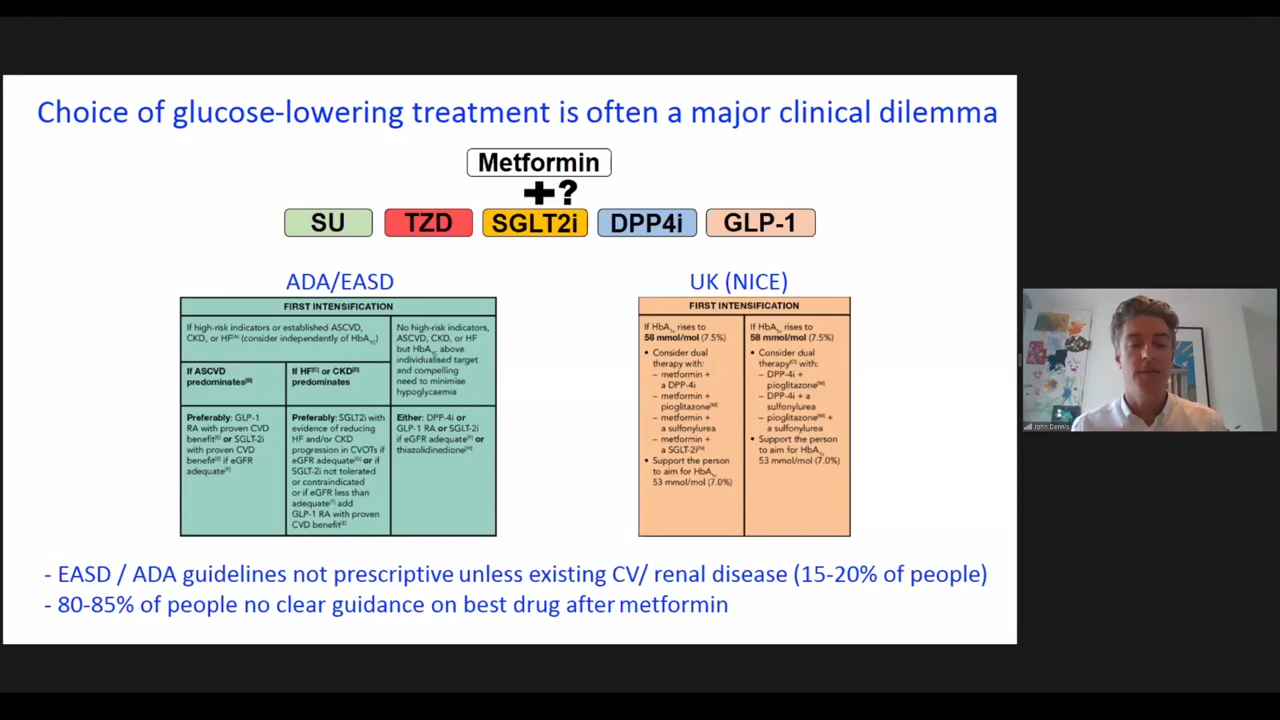 Choice of glucose-lowering treatment is often a major clinical dilemma
Metformin
+?
SU TZD SGLT2i DPP4i GLP-1
ADA/EASD
FIRST INTENSIFICATION
If high-risk indicators or established ASCVD,
CKD, or HF[A] (consider independently of HbA1C)
If ASCVD
predominates[B]
If HF[C] or CKD[D]
predominates
No high-risk indicators,
ASCVD, CKD, or HF
but HbA1C above
individualised target
and compelling
need to minimise
hypoglycaemia
Preferably: GLP-1
RA with proven CVD
benefit[E] or SGLT-2i
with proven CVD
benefit[E] if eGFR
adequate[F]
Preferably: SGLT2i with
evidence of reducing
HF and/or CKD
progression in CVOTs if
eGFR adequate[G] or if
SGLT-2i not tolerated
or contraindicated
or if eGFR less than
adequate[F] add
GLP-1 RA with proven
CVD benefit[E]
Either: DPP-4i or
GLP-1 RA or SGLT-2i
if eGFR adequate[F] or
thiazolidinedione[H]
UK (NICE)
FIRST INTENSIFICATION
If HbA1c rises to
58 mmol/mol (7.5%)
• Consider dual
therapy with:
– metformin +
a DPP-4i
– metformin +
pioglitazone[M]
– metformin +
a sulfonylurea
– metformin +
a SGLT-2i[N]
• Support the person
to aim for HbA1c
53 mmol/mol (7.0%)
If HbA1c rises to
58 mmol/mol (7.5%)
• Consider dual
therapy[O] with:
– DPP-4i +
pioglitazone[M]
– DPP-4i + a
sulfonylurea
– pioglitazone[M] +
a sulfonylurea
• Support the person
to aim for HbA1c
53 mmol/mol (7.0%)
- EASD / ADA guidelines not prescriptive unless existing CV/ renal disease (15-20% of people)
- 80-85% of people no clear guidance on best drug after metformin
John Dennis